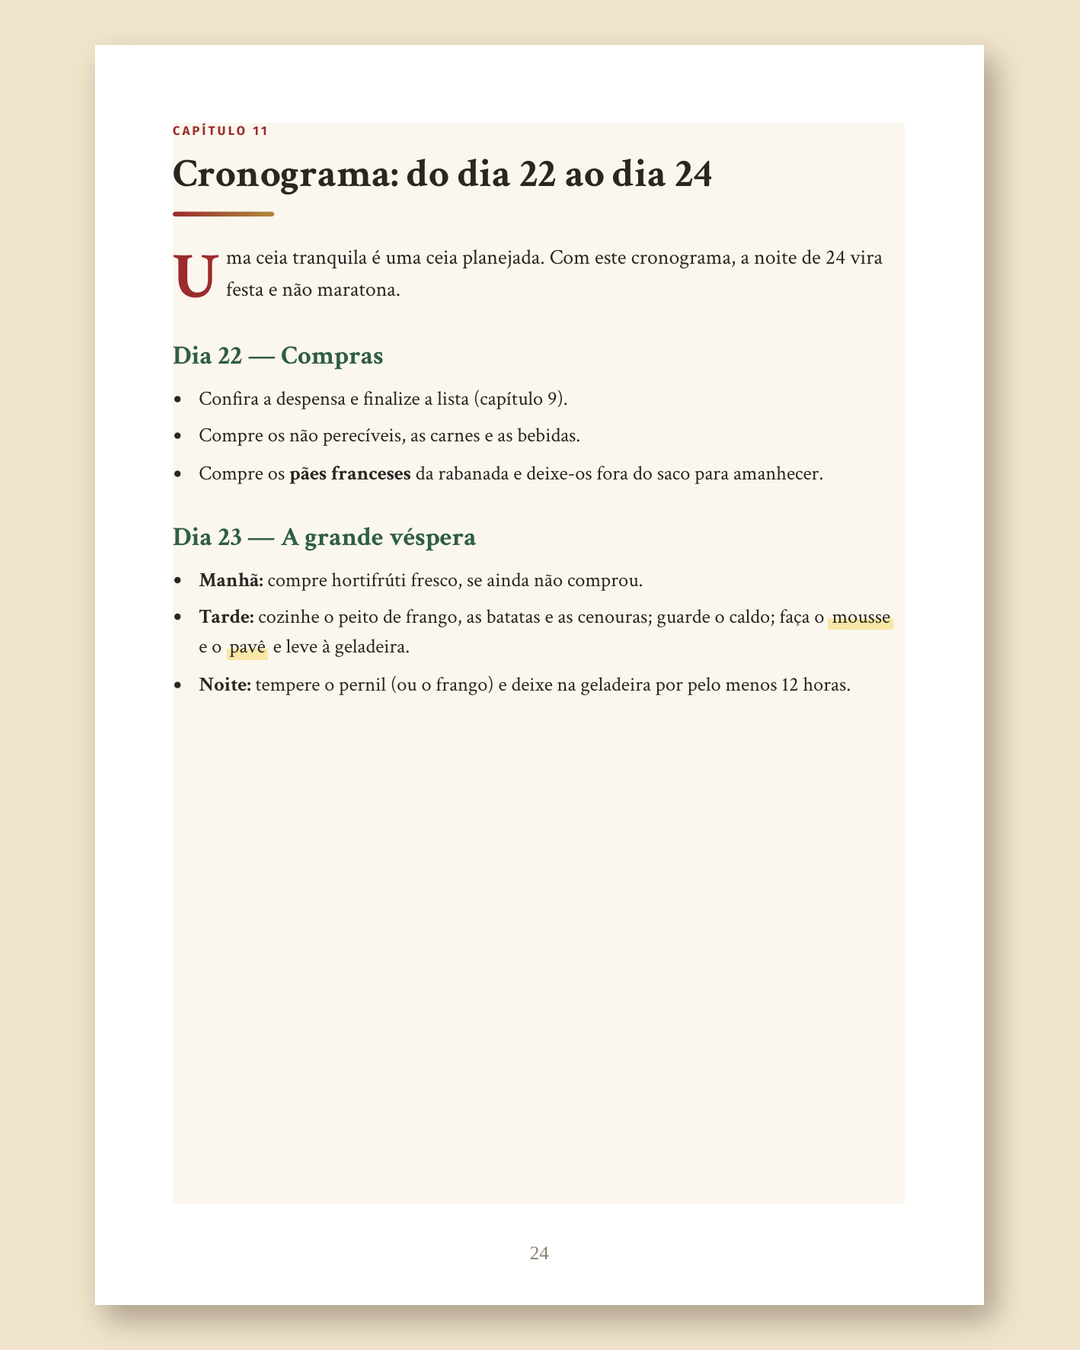 CAPÍTULO 11
Cronograma: do dia 22 ao dia 24
Uma ceia tranquila é uma ceia planejada. Com este cronograma, a noite de 24 vira
festa e não maratona.
Dia 22 — Compras
• Confira a despensa e finalize a lista (capítulo 9).
• Compre os não perecíveis, as carnes e as bebidas.
• Compre os pães franceses da rabanada e deixe-os fora do saco para amanhecer.
Dia 23 — A grande véspera
• Manhã: compre hortifrúti fresco, se ainda não comprou.
• Tarde: cozinhe o peito de frango, as batatas e as cenouras; guarde o caldo; faça o mousse
e o pavê e leve à geladeira.
• Noite: tempere o pernil (ou o frango) e deixe na geladeira por pelo menos 12 horas.
24